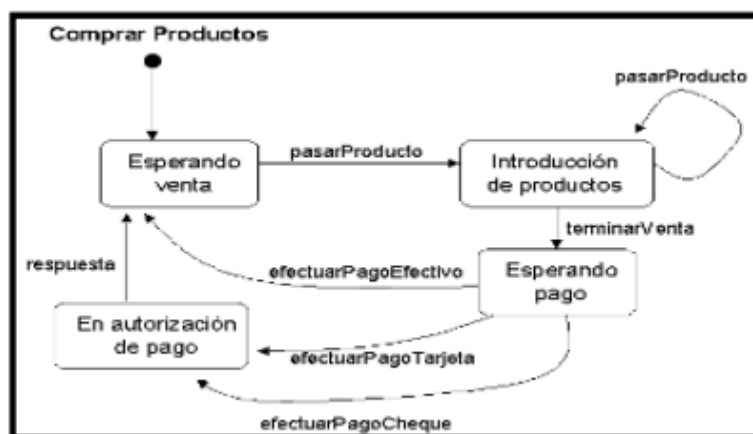 Comprar Productos
pasarProducto
Esperando
venta
pasarProducto
Introducción
de productos
terminarVenta
respuesta
efectuarPagoEfectivo
Esperando
pago
En autorización
de pago
efectuarPagoTarjeta
efectuarPagoCheque